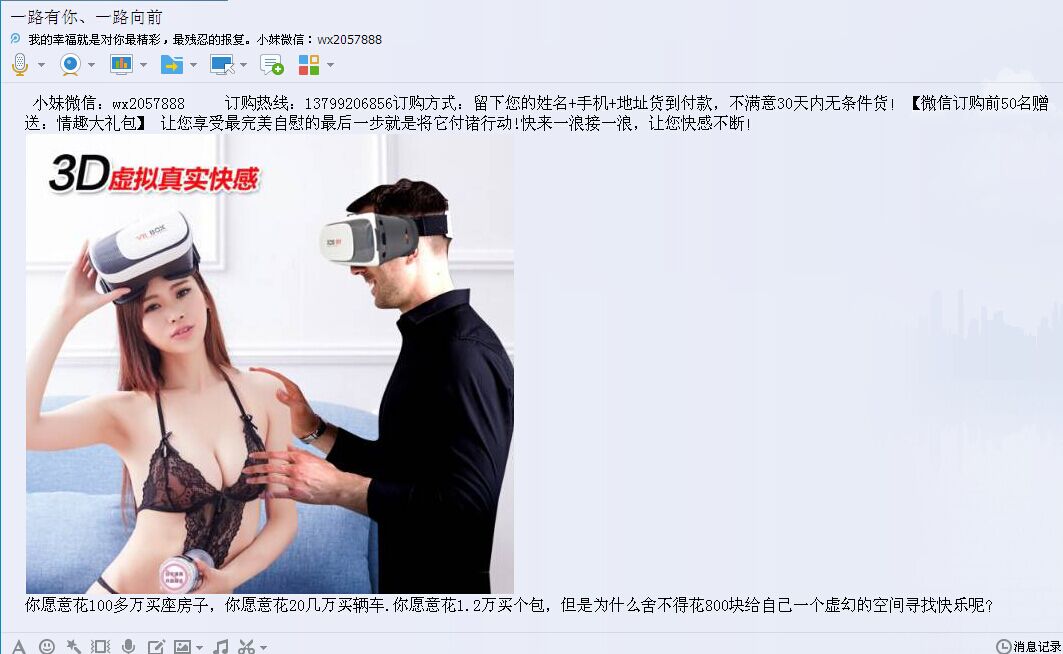 一路有你、一路向前
我的幸福就是对你最精彩，最残忍的报复。小妹微信：wx2057888
小妹微信：wx2057888 订购热线：13799206856订购方式：留下您的姓名+手机+地址货到付款，不满意30天内无条件货！【微信订购前50名赠
送：情趣大礼包】 让您享受最完美自慰的最后一步就是将它付诸行动!快来一浪接一浪，让您快感不断！
3D虚拟真实快感
VR BOX
你愿意花100多万买座房子，你愿意花20几万买辆车.你愿意花1.2万买个包，但是为什么舍不得花800块给自己一个虚幻的空间寻找快乐呢?
消息记录